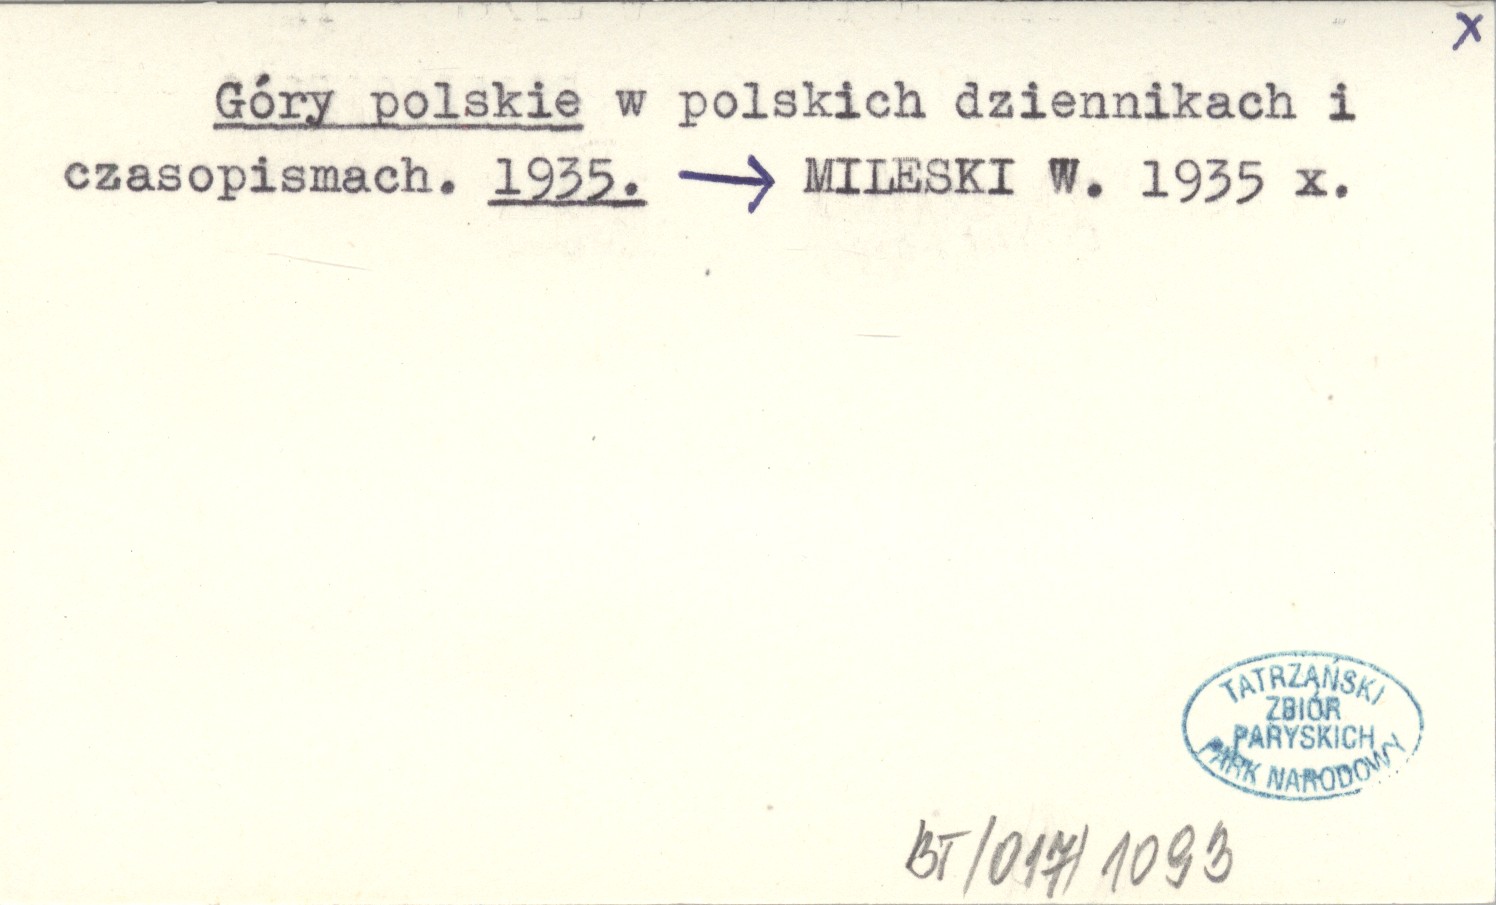 x
Góry polskie w polskich dziennikach i
czasopismach. 1935. → MILESKI W. 1935 x.
TATRZAŃSKI
ZBIÓR
PARYSKICH
PARK NARODOWY
BT/017/1093